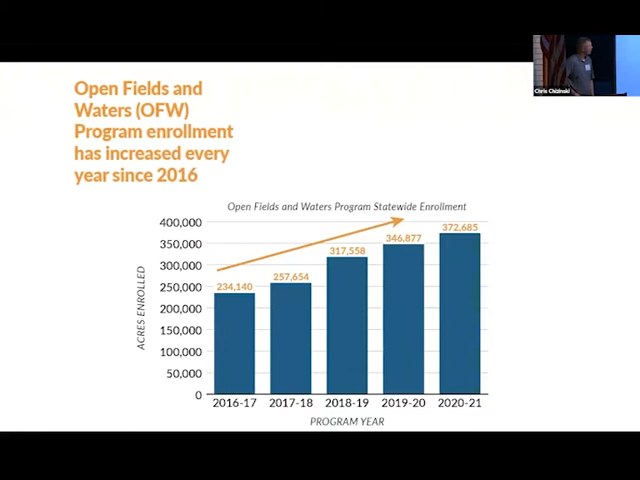 Open Fields and
Waters (OFW)
Program enrollment
has increased every
year since 2016
Chris Chizinski
Open Fields and Waters Program Statewide Enrollment
400,000
350,000
300,000
250,000
200,000
150,000
100,000
50,000
0
ACRES ENROLLED
234,140
257,654
317,558
346,877
372,685
2016-17 2017-18 2018-19 2019-20 2020-21
PROGRAM YEAR